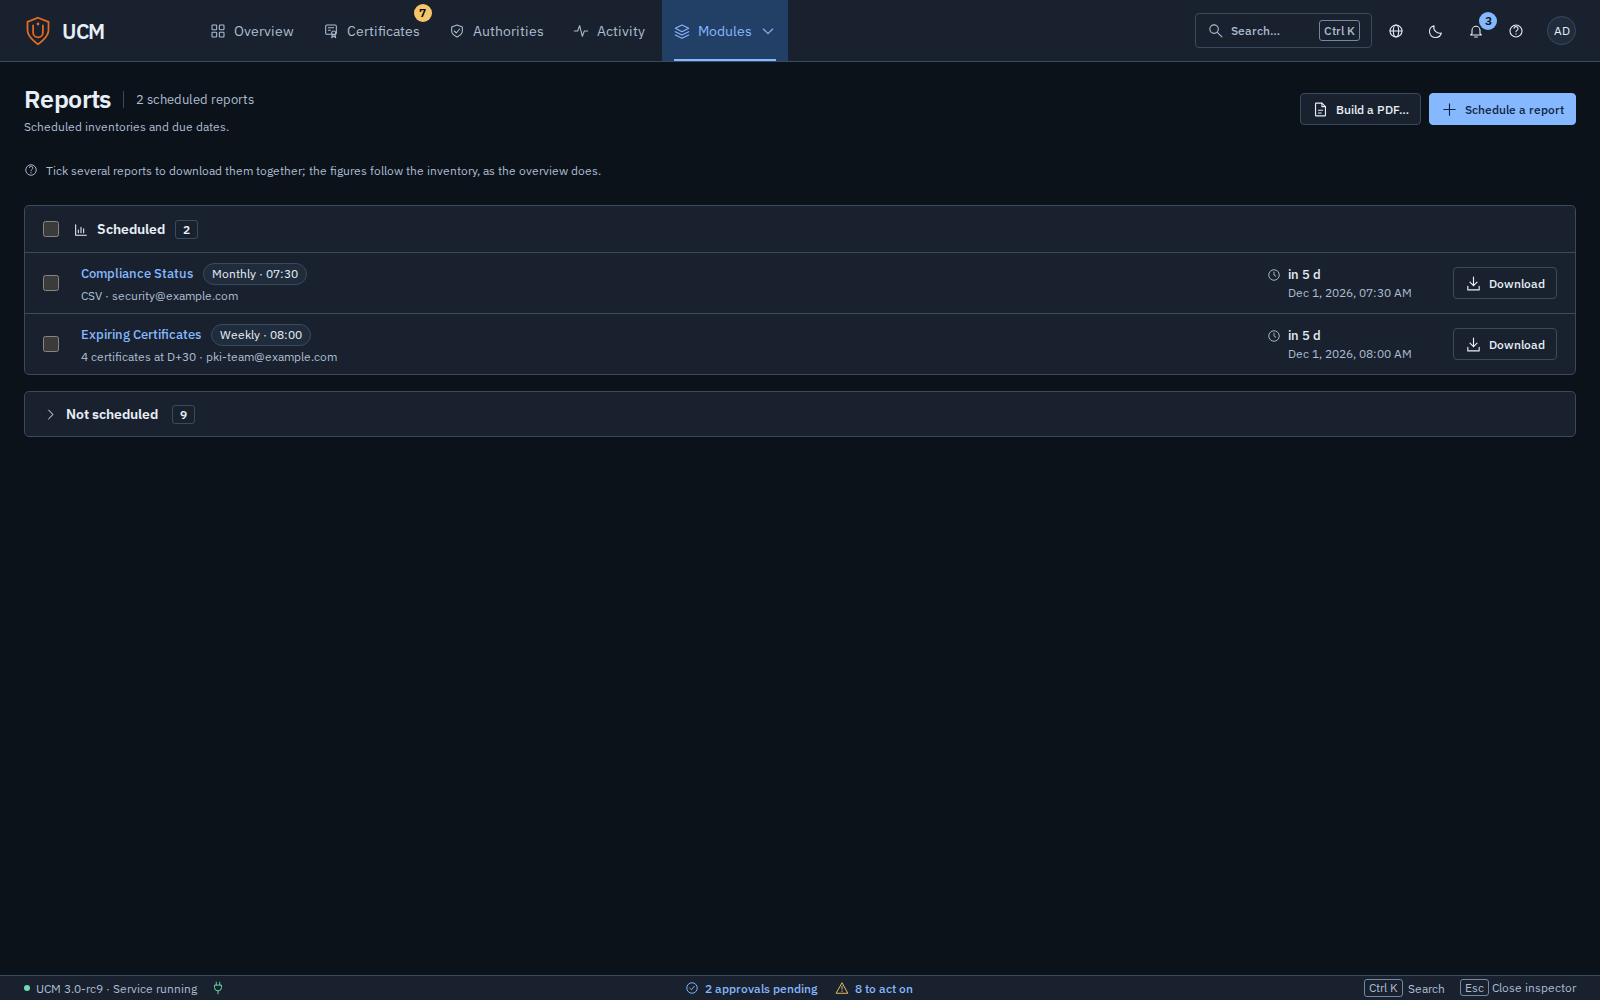 UCM
Overview
Certificates
7
Authorities
Activity
Modules
Search...
Ctrl K
3
AD
Reports
2 scheduled reports
Scheduled inventories and due dates.
Build a PDF...
Schedule a report
Tick several reports to download them together; the figures follow the inventory, as the overview does.
Scheduled 2
Compliance Status Monthly · 07:30
CSV · security@example.com
in 5 d
Dec 1, 2026, 07:30 AM
Download
Expiring Certificates Weekly · 08:00
4 certificates at D+30 · pki-team@example.com
in 5 d
Dec 1, 2026, 08:00 AM
Download
Not scheduled 9
UCM 3.0-rc9 · Service running
2 approvals pending
8 to act on
Ctrl K Search
Esc Close inspector